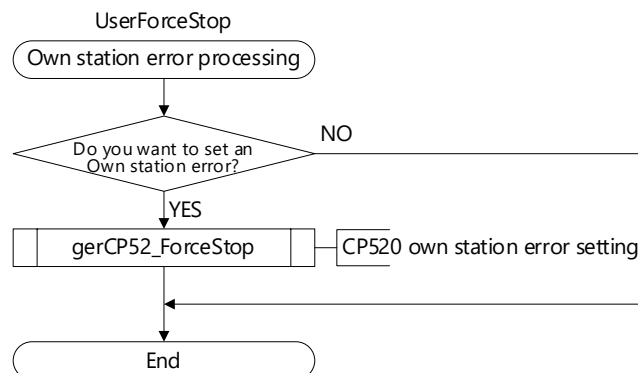 UserForceStop
Own station error processing
Do you want to set an
Own station error?
NO
YES
gerCP52_ForceStop
CP520 own station error setting
End